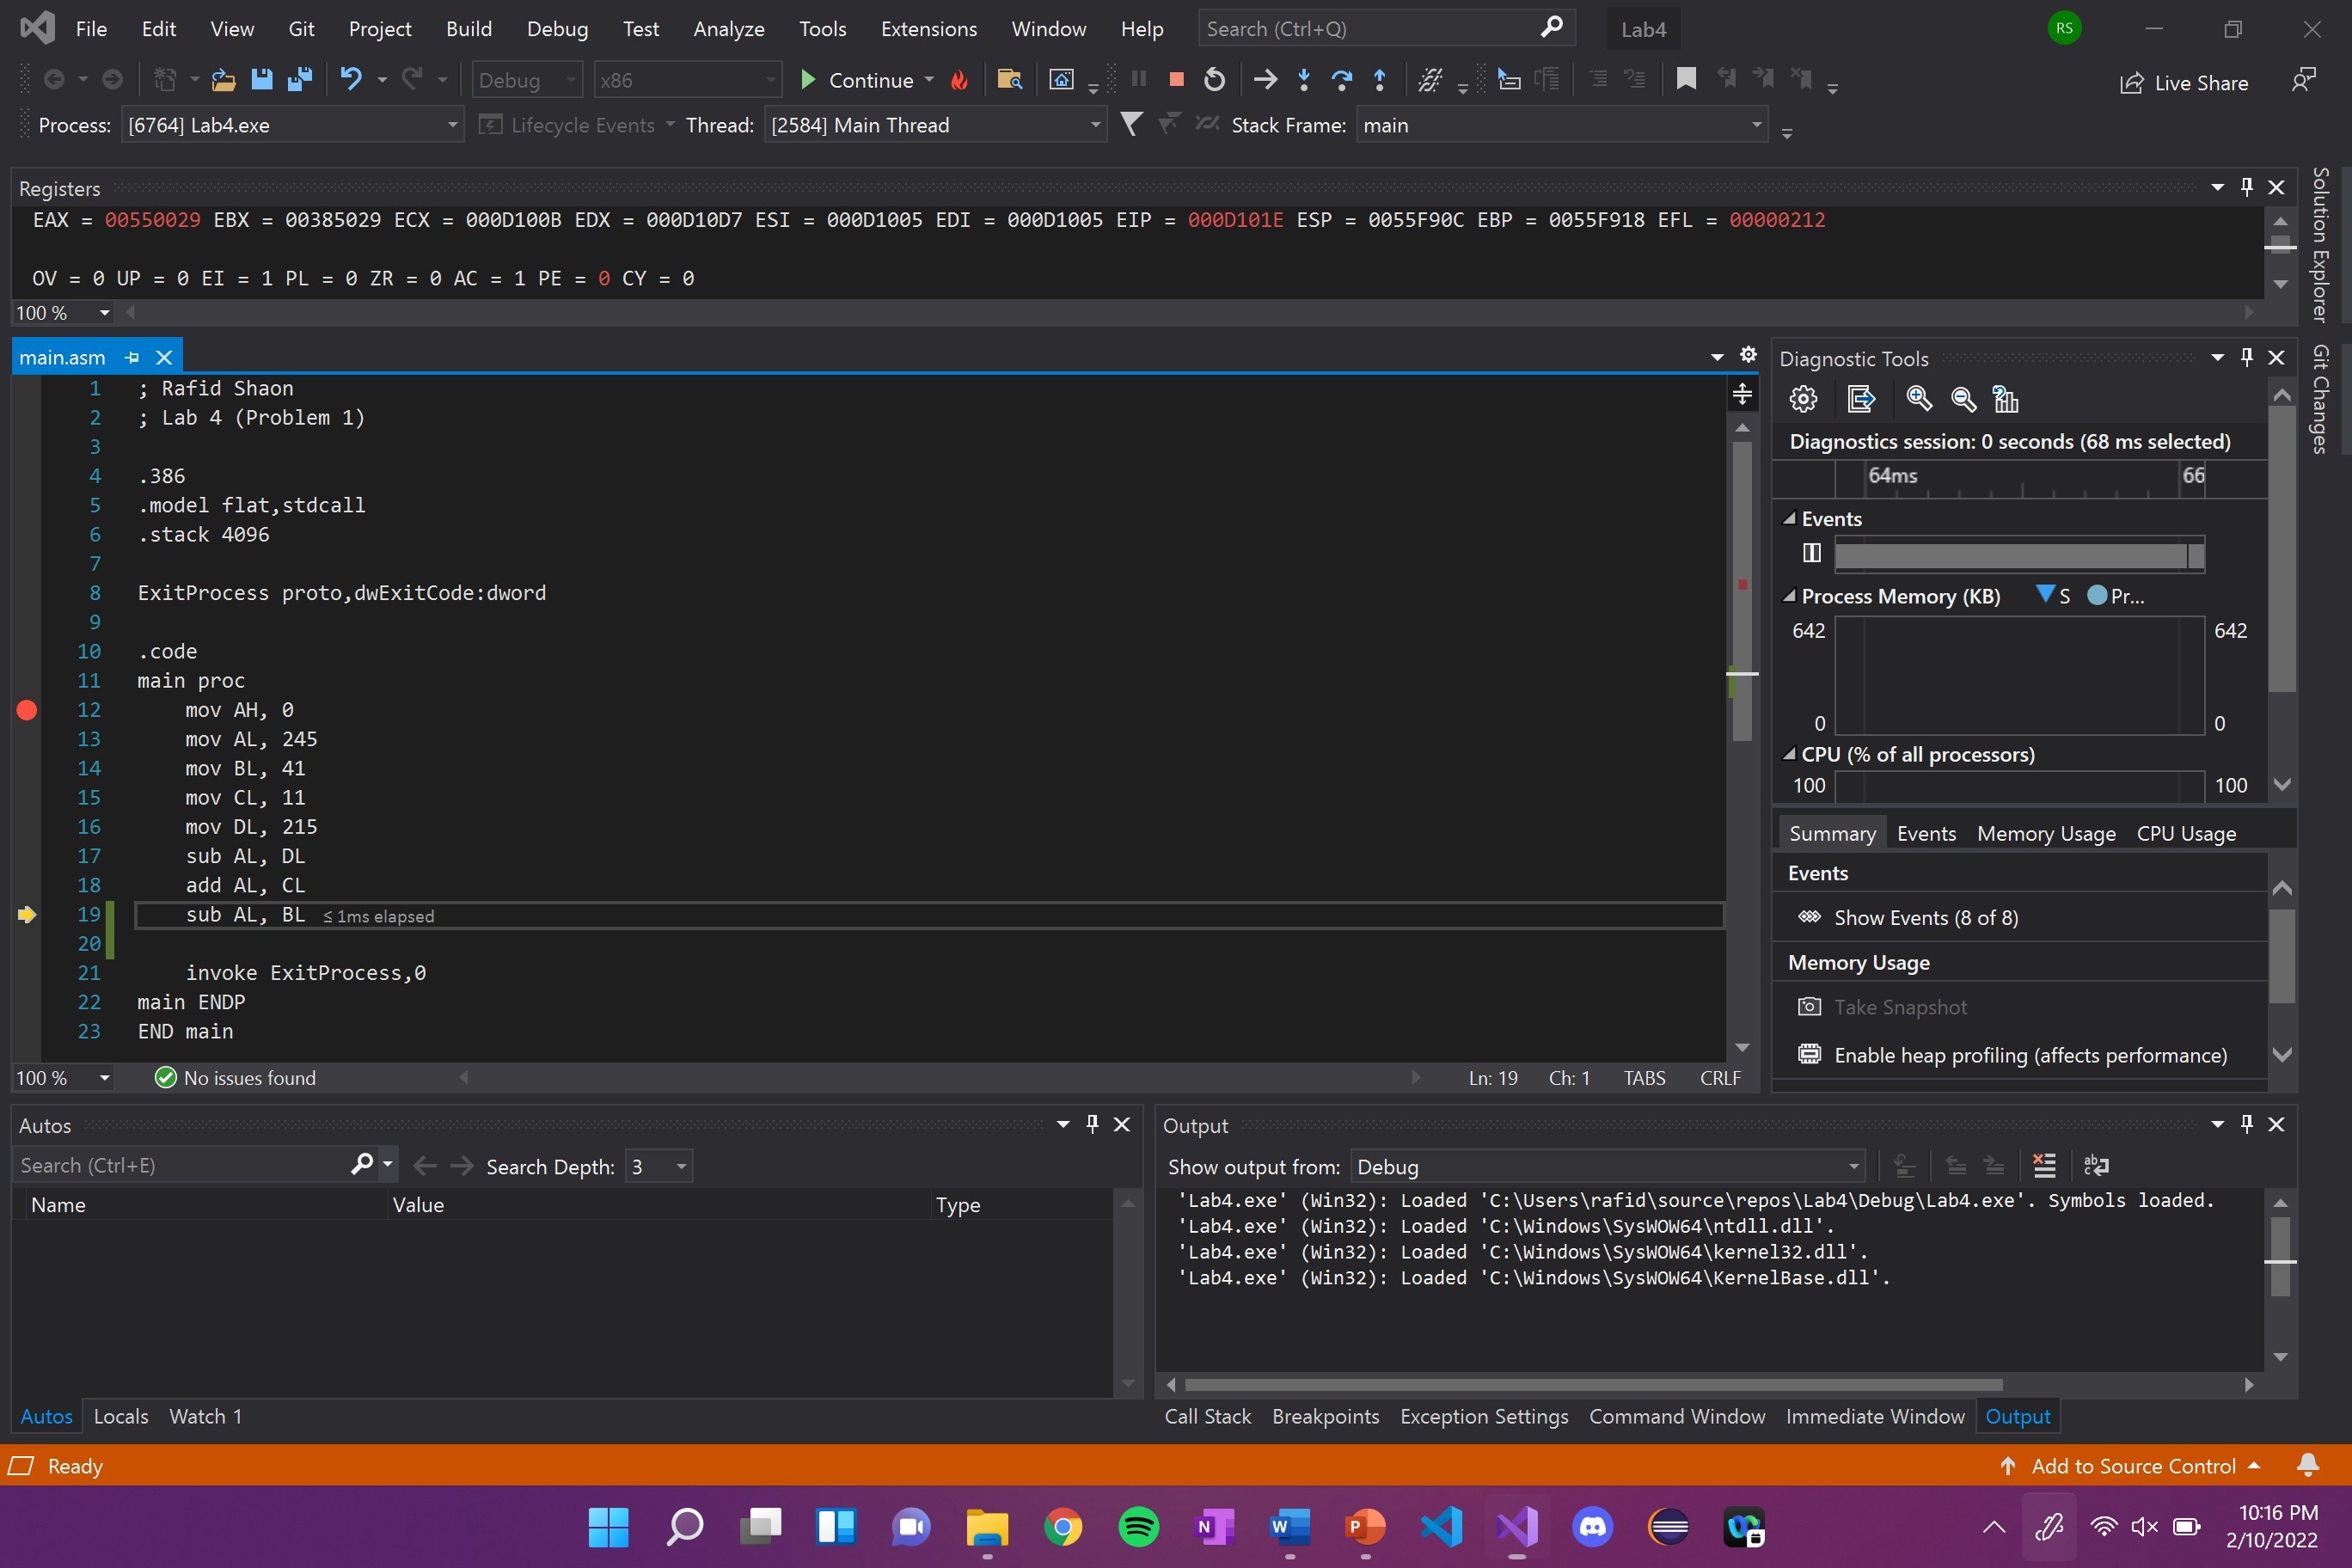 File Edit View Git Project Build Debug Test Analyze Tools Extensions Window Help Search (Ctrl+Q) Lab4 RS
Debug x86 Continue Live Share
Process: [6764] Lab4.exe Lifecycle Events Thread: [2584] Main Thread Stack Frame: main
Registers
EAX = 00550029 EBX = 00385029 ECX = 000D100B EDX = 000D10D7 ESI = 000D1005 EDI = 000D1005 EIP = 000D101E ESP = 0055F90C EBP = 0055F918 EFL = 00000212
OV = 0 UP = 0 EI = 1 PL = 0 ZR = 0 AC = 1 PE = 0 CY = 0
100 %
Solution Explorer
Git Changes
main.asm
1 ; Rafid Shaon
2 ; Lab 4 (Problem 1)
3
4 .386
5 .model flat,stdcall
6 .stack 4096
7
8 ExitProcess proto,dwExitCode:dword
9
10 .code
11 main proc
12 mov AH, 0
13 mov AL, 245
14 mov BL, 41
15 mov CL, 11
16 mov DL, 215
17 sub AL, DL
18 add AL, CL
19 sub AL, BL ≤ 1ms elapsed
20
21 invoke ExitProcess,0
22 main ENDP
23 END main
100 % No issues found Ln: 19 Ch: 1 TABS CRLF
Diagnostic Tools
Diagnostics session: 0 seconds (68 ms selected)
64ms 66
Events
Process Memory (KB) S Pr...
642 642
0 0
CPU (% of all processors)
100 100
Summary Events Memory Usage CPU Usage
Events
Show Events (8 of 8)
Memory Usage
Take Snapshot
Enable heap profiling (affects performance)
Autos
Search (Ctrl+E) Search Depth: 3
Name Value Type
Autos Locals Watch 1
Output
Show output from: Debug
'Lab4.exe' (Win32): Loaded 'C:\Users\rafid\source\repos\Lab4\Debug\Lab4.exe'. Symbols loaded.
'Lab4.exe' (Win32): Loaded 'C:\Windows\SysWOW64\ntdll.dll'.
'Lab4.exe' (Win32): Loaded 'C:\Windows\SysWOW64\kernel32.dll'.
'Lab4.exe' (Win32): Loaded 'C:\Windows\SysWOW64\KernelBase.dll'.
Call Stack Breakpoints Exception Settings Command Window Immediate Window Output
Ready Add to Source Control
10:16 PM
2/10/2022